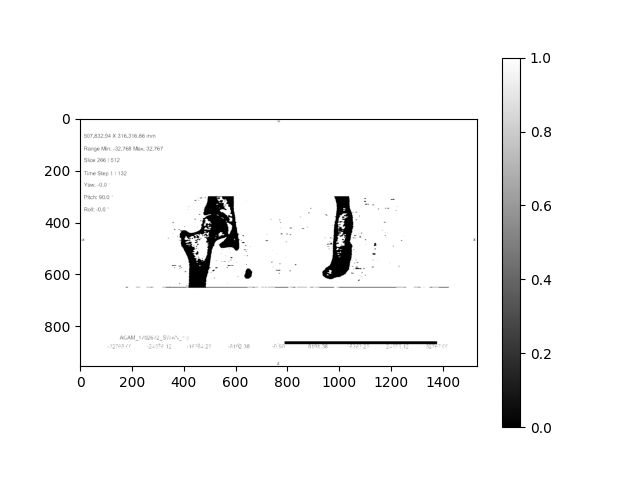 507,832.94 X 316,316.86 mm
Range Min: -32,768 Max: 32,767
Slice 266 / 512
Time Step 1 / 132
Yaw: -0,0 °
Pitch: 90,0 °
Roll: -0,0 °
0
200
400
600
800
0 200 400 600 800 1000 1200 1400
1.0
0.8
0.6
0.4
0.2
0.0